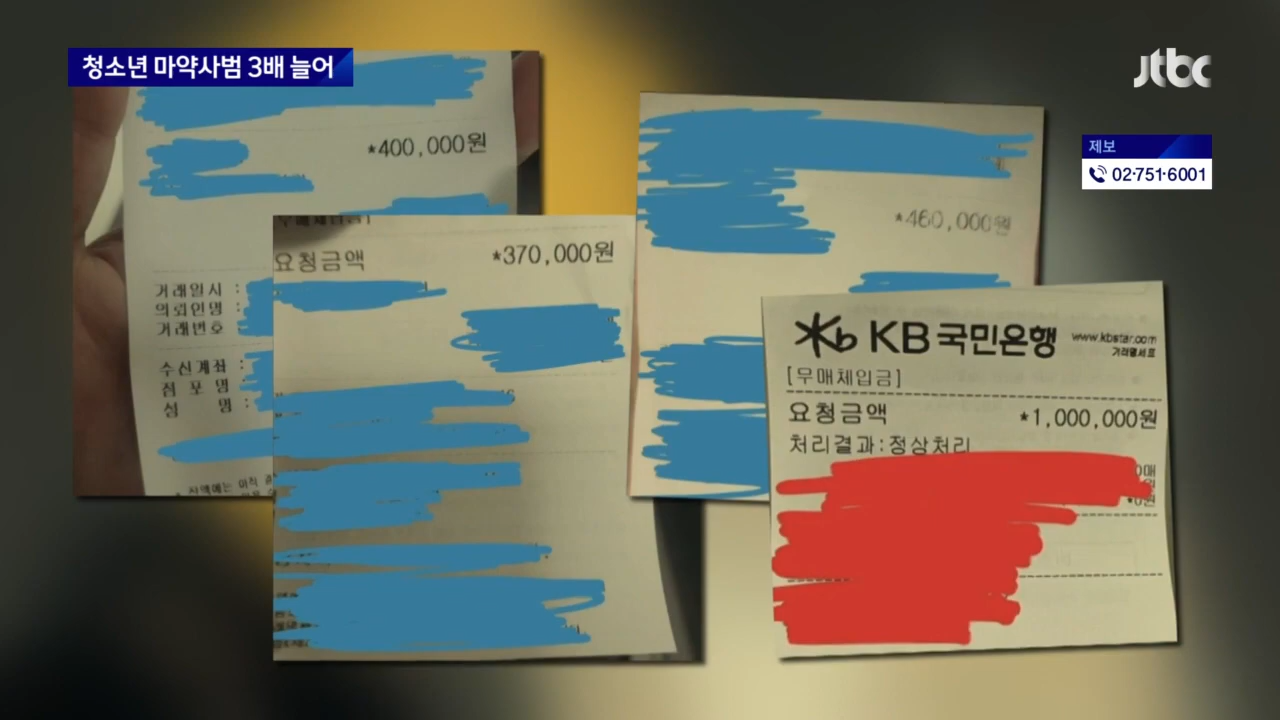 청소년 마약사범 3배 늘어
jtbc
제보
02·751·6001
*400,000원
거래일시 :
의뢰인명 :
거래번호 :
수신계좌 :
점 포 명
성 명 :
요청금액 *370,000원
*460,000원
Kb KB국민은행 www.kbstar.com
거래명세표
[무매체입금]
요청금액 *1,000,000원
처리결과:정상처리